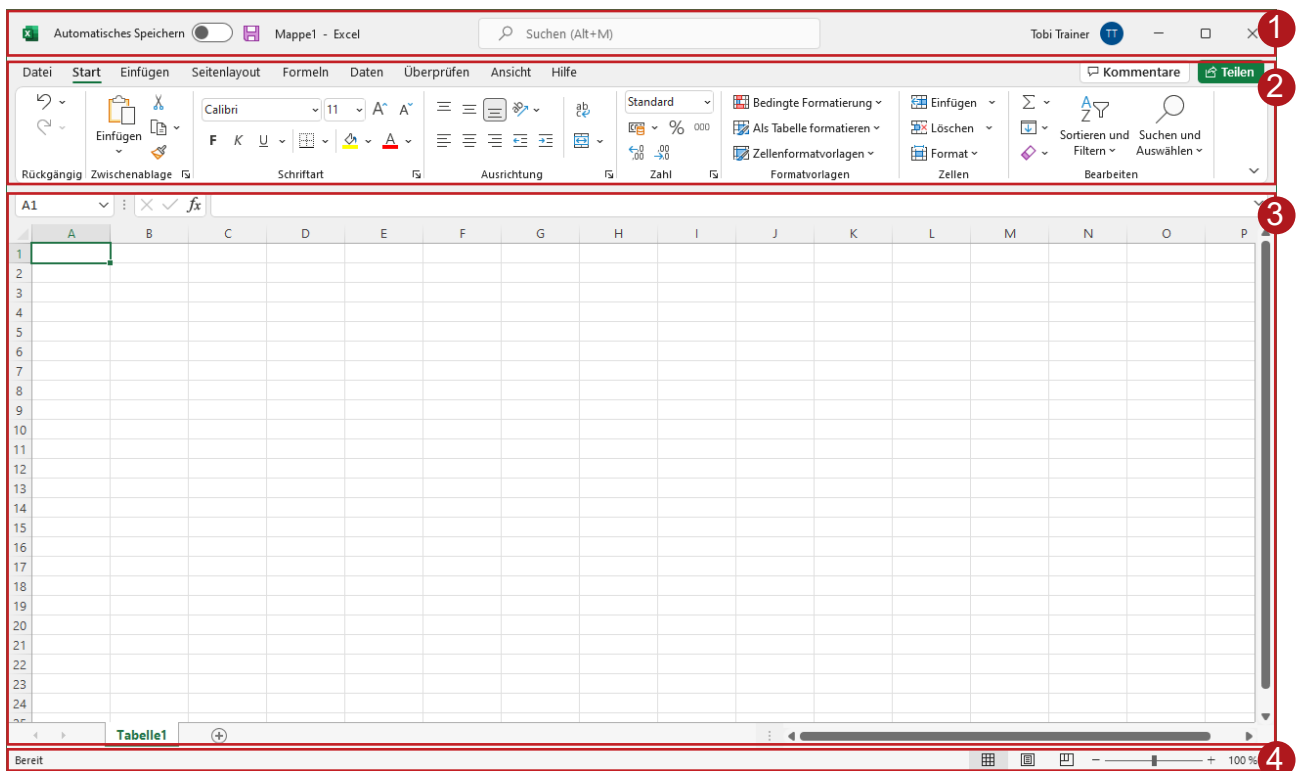 Automatisches Speichern Mappe1 - Excel Suchen (Alt+M) Tobi Trainer TT 1
Datei Start Einfügen Seitenlayout Formeln Daten Überprüfen Ansicht Hilfe Kommentare Teilen 2
Calibri 11 ab Standard Bedingte Formatierung Einfügen
Einfügen F K U A % 000 Als Tabelle formatieren Löschen Sortieren und Suchen und
Zellenformatvorlagen Format Filtern Auswählen
Rückgängig Zwischenablage Schriftart Ausrichtung Zahl Formatvorlagen Zellen Bearbeiten
A1 fx 3
A B C D E F G H I J K L M N O P
1
2
3
4
5
6
7
8
9
10
11
12
13
14
15
16
17
18
19
20
21
22
23
24
Tabelle1
Bereit 100 % 4